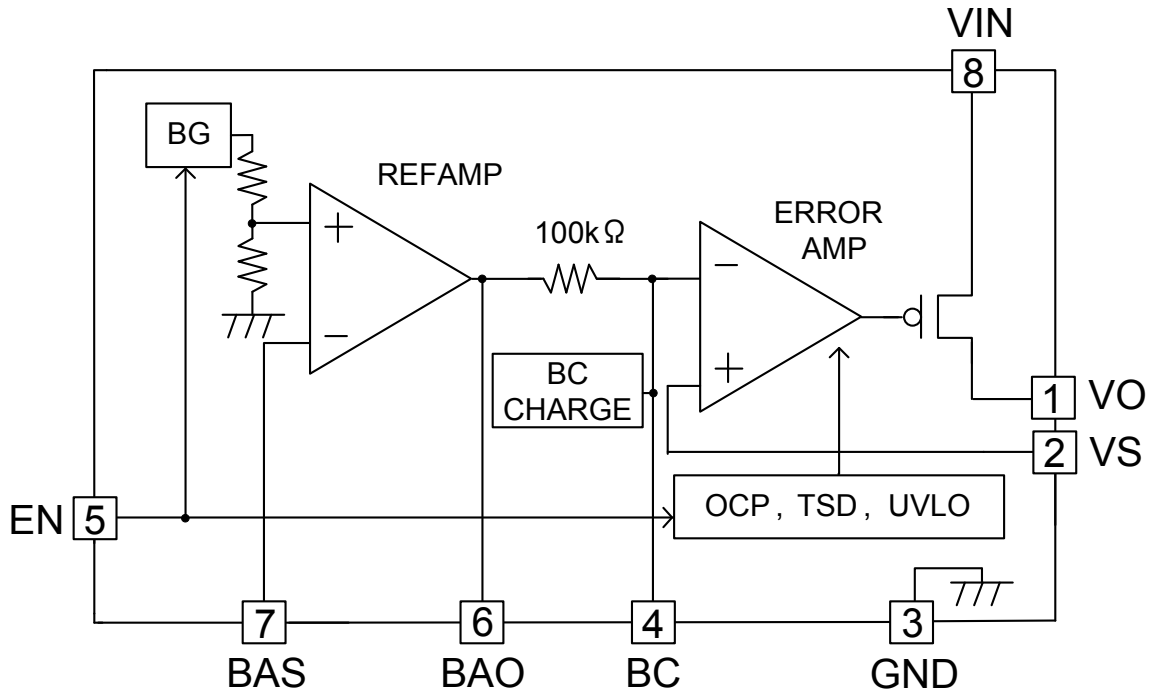 VIN
8
BG
REFAMP
+
−
100kΩ
ERROR
AMP
−
+
BC
CHARGE
1 VO
2 VS
OCP, TSD, UVLO
EN 5
7
6
4
3
BAS
BAO
BC
GND